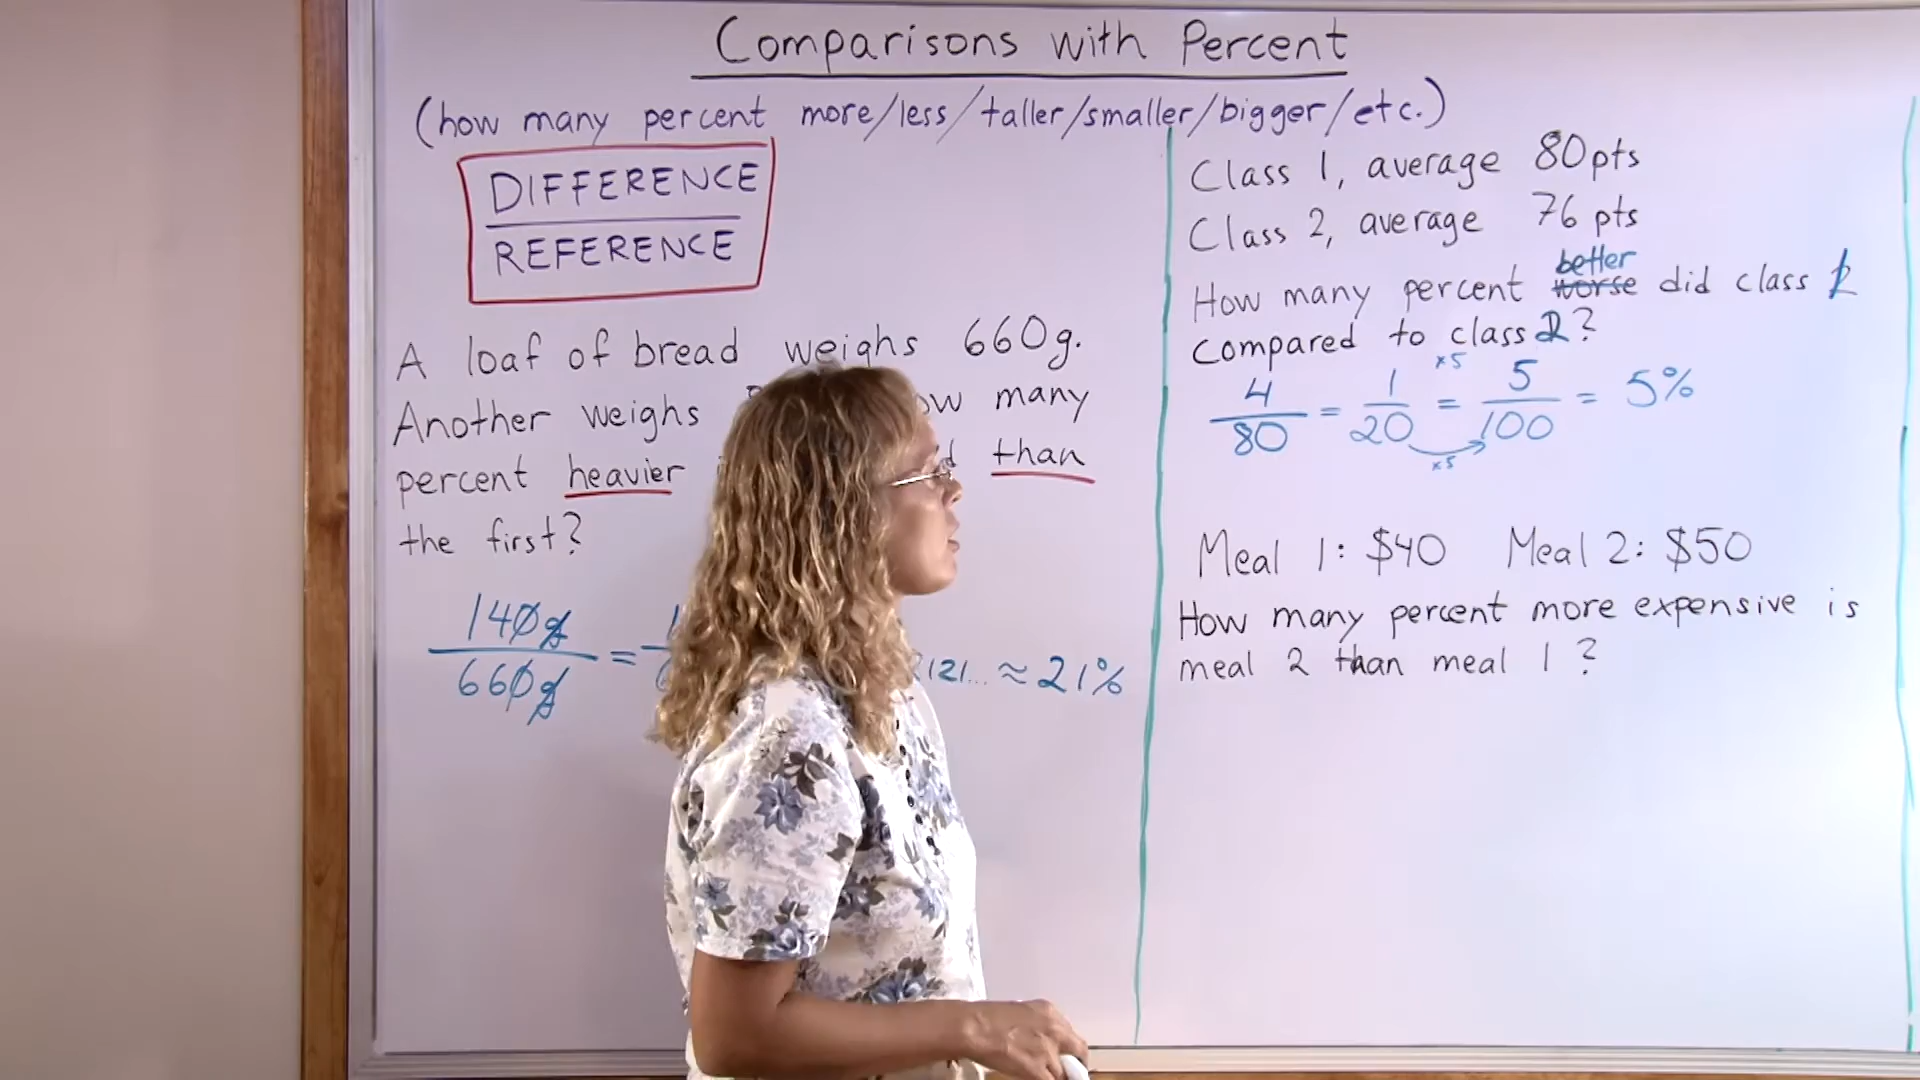 Comparisons with Percent
(how many percent more/less/taller/smaller/bigger/etc.)
DIFFERENCE
REFERENCE
A loaf of bread weighs 660g.
Another weighs many
percent heavier than
the first?
140g
660g
=
121... ≈ 21%
Class 1, average 80pts
Class 2, average 76 pts
better
How many percent worse did class
compared to class 2?
4/80 = 1/20 = 5/100 = 5%
×5
×5
Meal 1: $40 Meal 2: $50
How many percent more expensive is
meal 2 than meal 1 ?